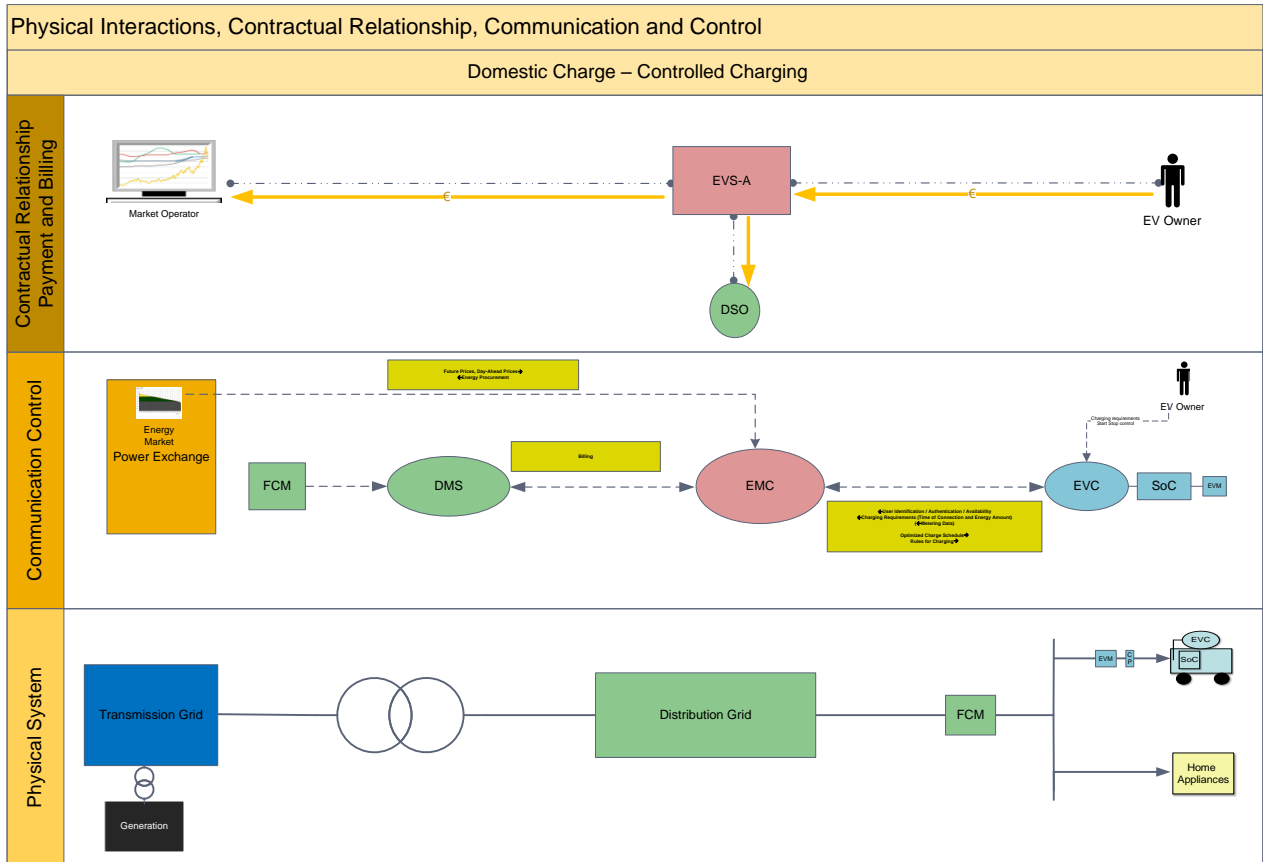 Physical Interactions, Contractual Relationship, Communication and Control
Domestic Charge – Controlled Charging
Contractual Relationship
Payment and Billing
Market Operator
€
EVS-A
€
EV Owner
DSO
Communication Control
Energy
Market
Power Exchange
Future Prices, Day-Ahead Prices→
←Energy Procurement
EV Owner
Charging requirements
Start Stop control
FCM
DMS
Billing
EMC
EVC
SoC
EVM
←User Identification / Authentication / Availability
←Charging Requirements (Time of Connection and Energy Amount)
(←Metering Data)
Optimized Charge Schedule→
Rules for Charging→
Physical System
Transmission Grid
Generation
Distribution Grid
FCM
EVM
C
P
EVC
SoC
Home
Appliances